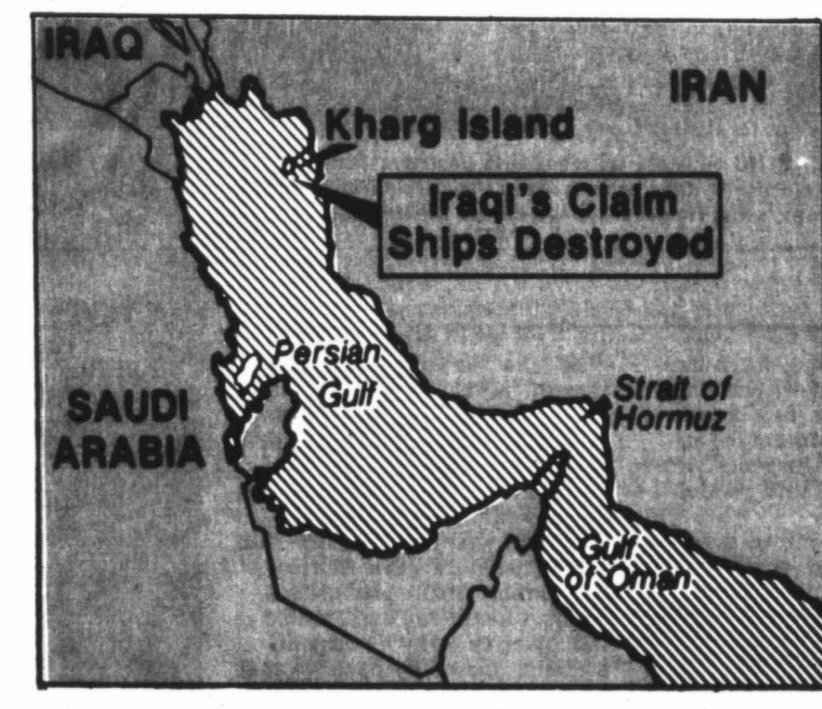 IRAQ
IRAN
Kharg Island
Iraqi's Claim
Ships Destroyed
Persian
Gulf
Strait of
Hormuz
SAUDI
ARABIA
Gulf
of Oman